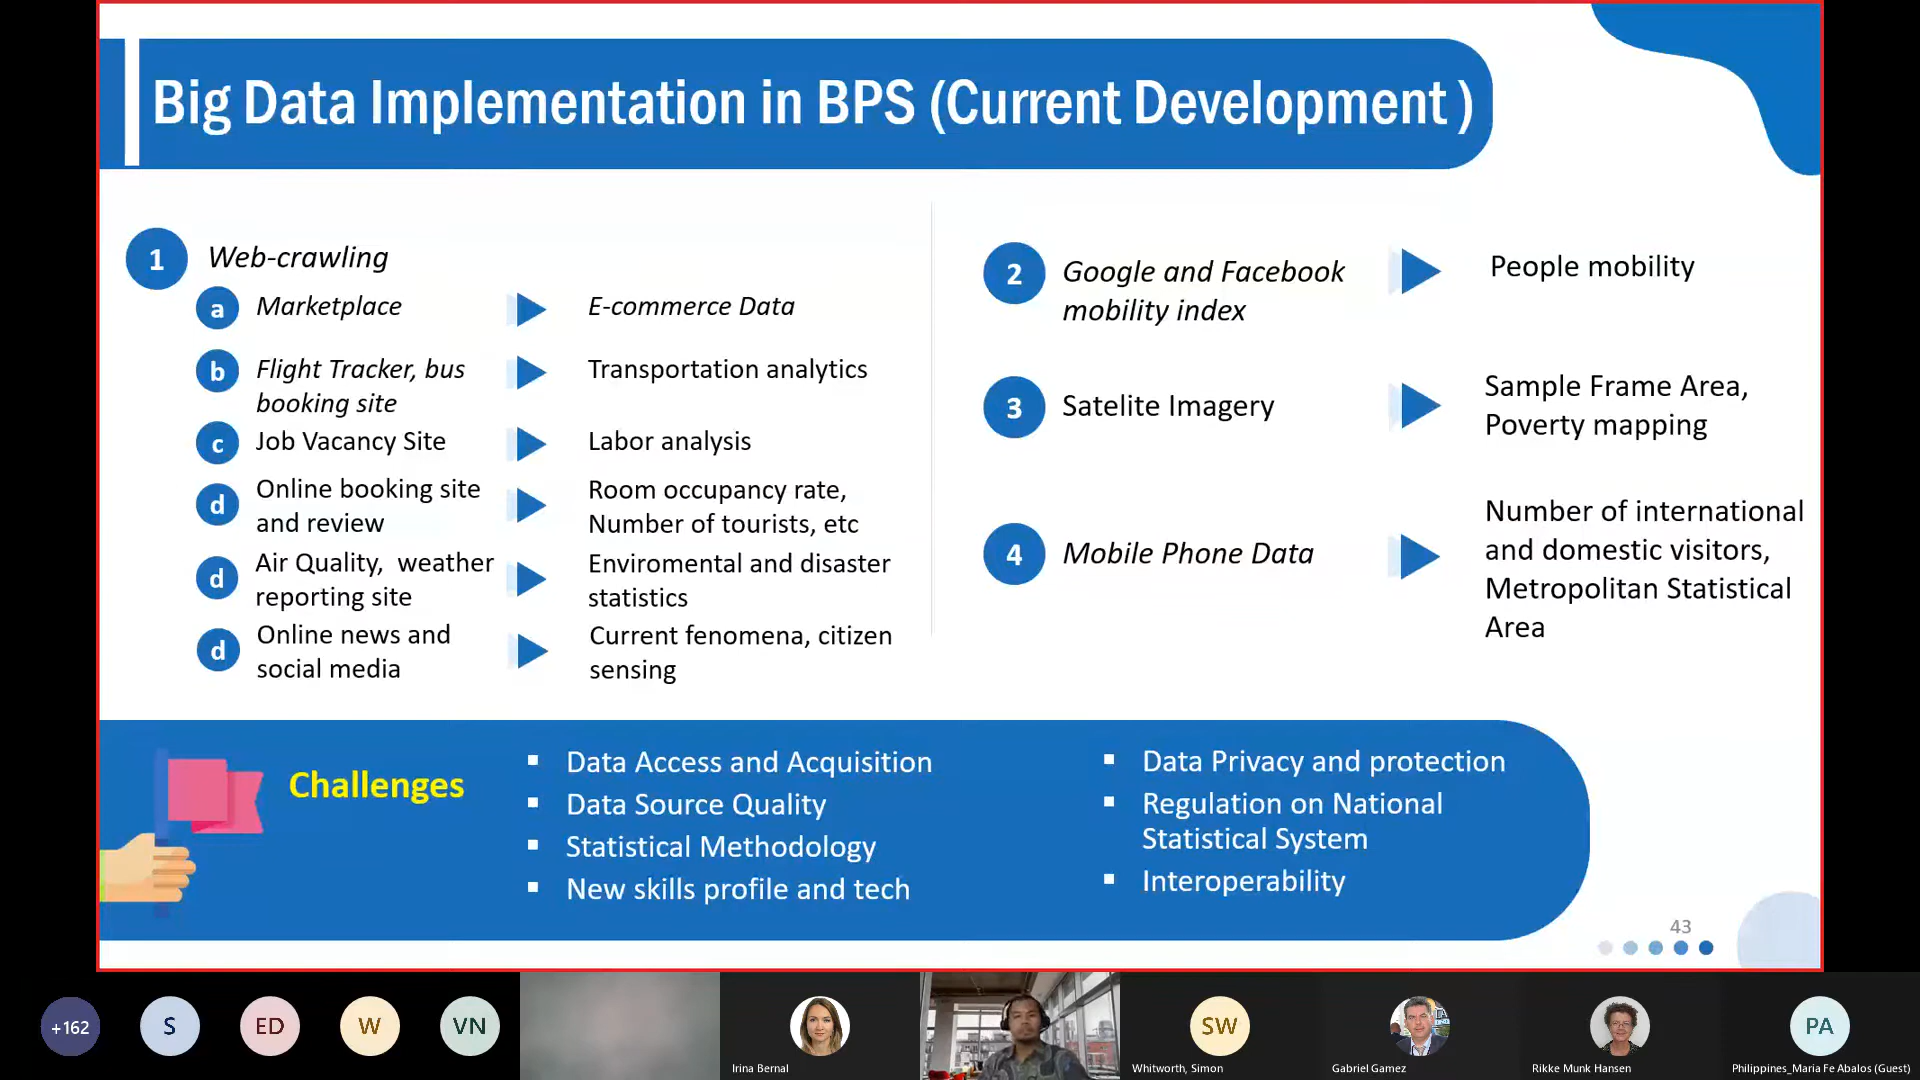 Big Data Implementation in BPS (Current Development )
1
Web-crawling
a
Marketplace
E-commerce Data
b
Flight Tracker, bus
booking site
Transportation analytics
c
Job Vacancy Site
Labor analysis
d
Online booking site
and review
Room occupancy rate,
Number of tourists, etc
d
Air Quality,  weather
reporting site
Enviromental and disaster
statistics
d
Online news and
social media
Current fenomena, citizen
sensing
2
Google and Facebook
mobility index
People mobility
3
Satelite Imagery
Sample Frame Area,
Poverty mapping
4
Mobile Phone Data
Number of international
and domestic visitors,
Metropolitan Statistical
Area
Challenges
▪ Data Access and Acquisition
▪ Data Source Quality
▪ Statistical Methodology
▪ New skills profile and tech
▪ Data Privacy and protection
▪ Regulation on National
Statistical System
▪ Interoperability
43
+162
S
ED
W
VN
Irina Bernal
SW
Whitworth, Simon
Gabriel Gamez
Rikke Munk Hansen
PA
Philippines_Maria Fe Abalos (Guest)